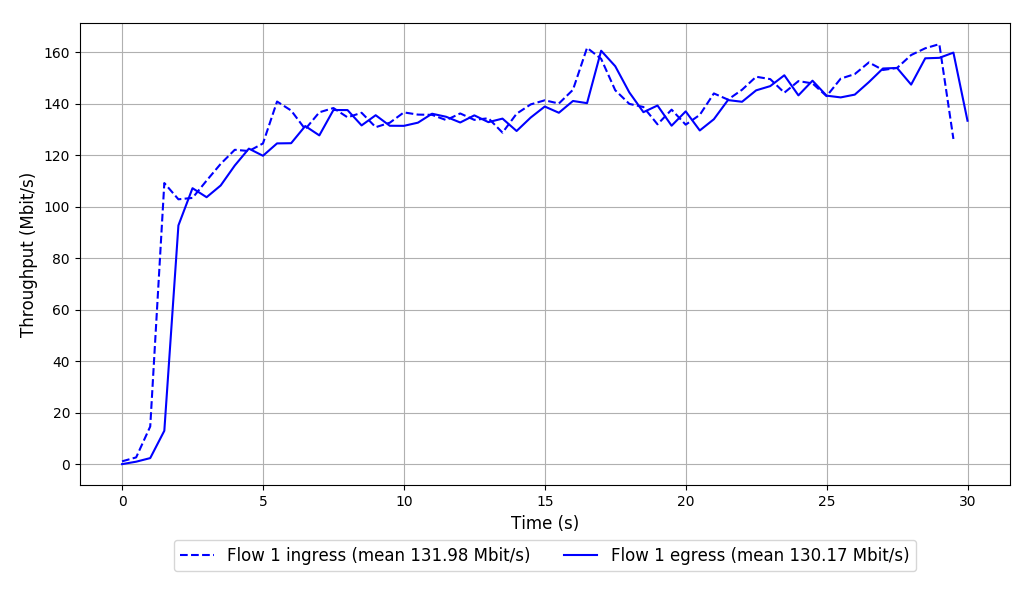 160
140
120
100
80
60
40
20
0
Throughput (Mbit/s)
0 5 10 15 20 25 30
Time (s)
Flow 1 ingress (mean 131.98 Mbit/s) Flow 1 egress (mean 130.17 Mbit/s)